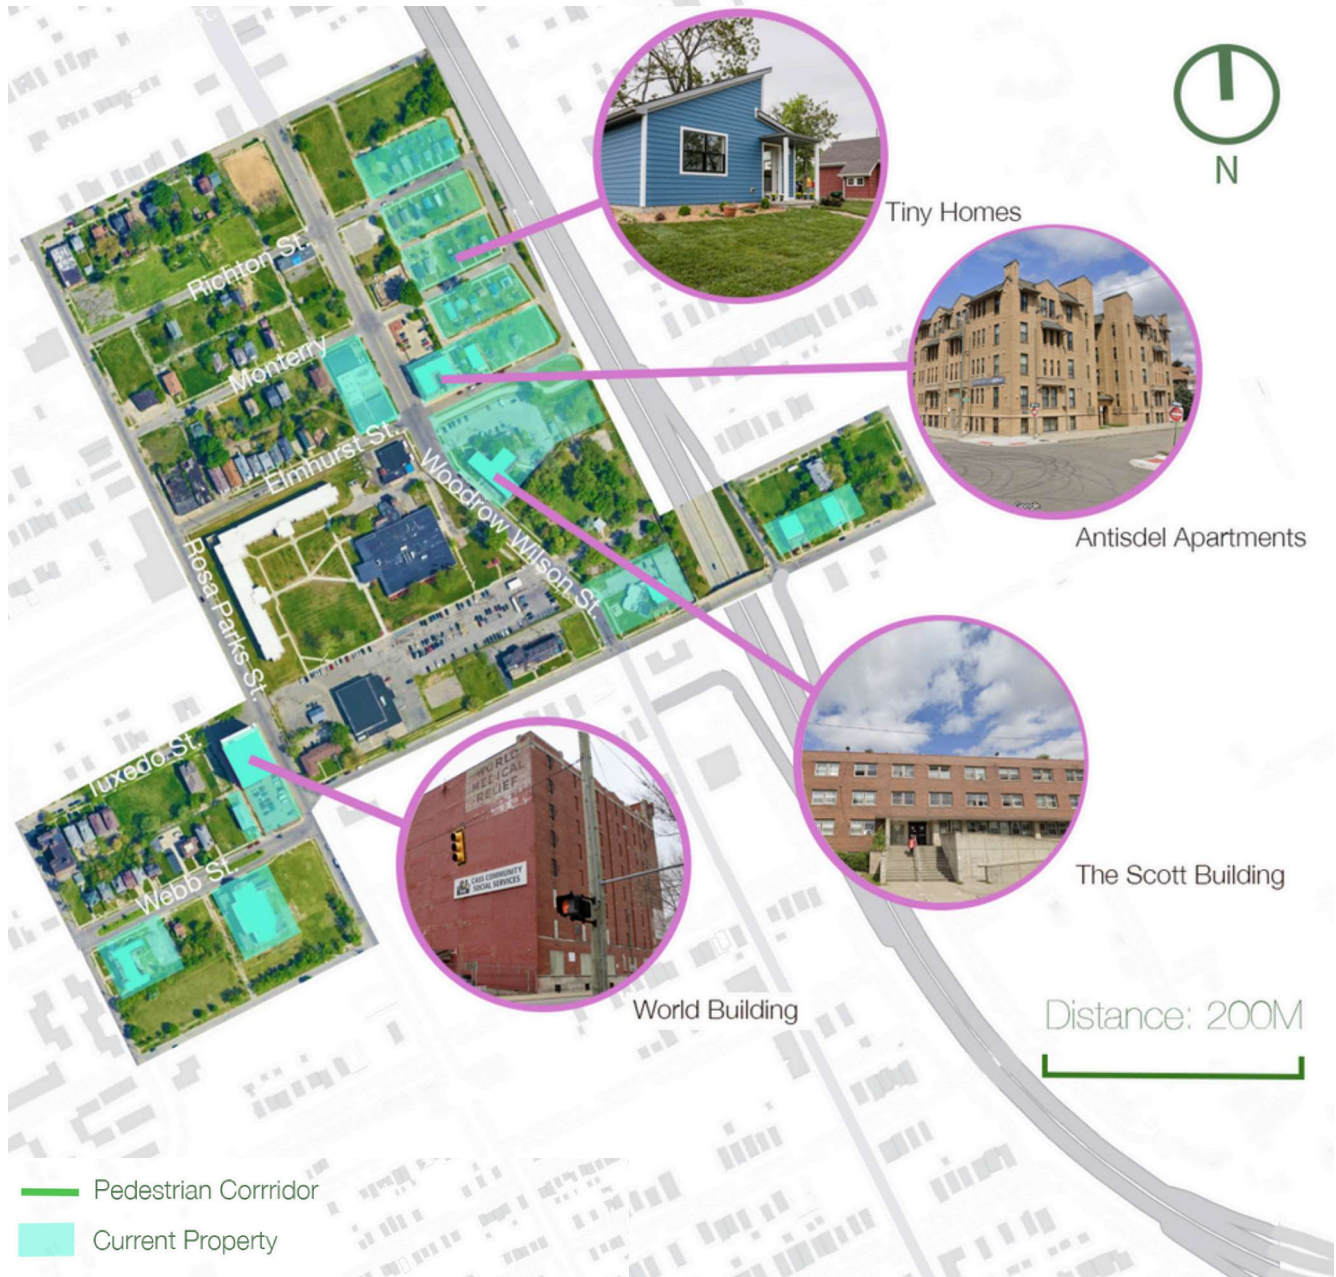 N
Tiny Homes
Richton St.
Monterry
Antisdel Apartments
Elmhurst St.
Woodrow Wilson St.
Rosa Parks St.
Tuxedo St.
WORLD
MEDICAL
RELIEF
CASS COMMUNITY
SOCIAL SERVICES
The Scott Building
Webb St.
World Building
Distance: 200M
Pedestrian Corrridor
Current Property